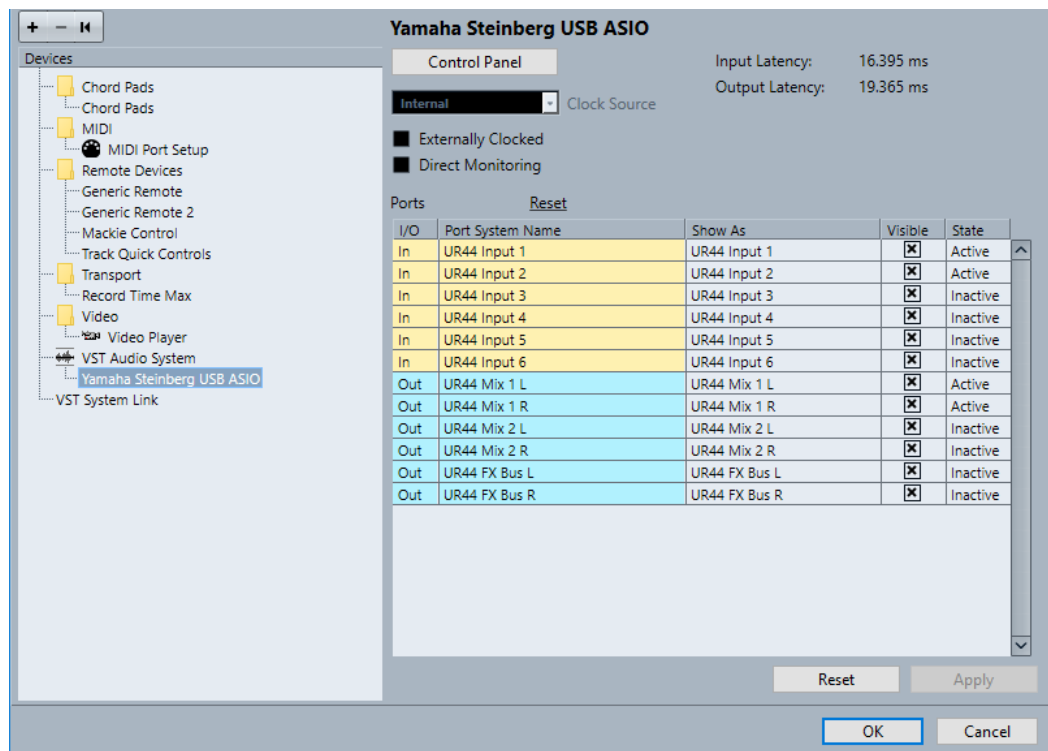 Yamaha Steinberg USB ASIO
Devices
Chord Pads
Chord Pads
MIDI
MIDI Port Setup
Remote Devices
Generic Remote
Generic Remote 2
Mackie Control
Track Quick Controls
Transport
Record Time Max
Video
Video Player
VST Audio System
Yamaha Steinberg USB ASIO
VST System Link
Control Panel
Input Latency: 16.395 ms
Output Latency: 19.365 ms
Internal Clock Source
Externally Clocked
Direct Monitoring
Ports Reset
I/O Port System Name Show As Visible State
In UR44 Input 1 UR44 Input 1 Active
In UR44 Input 2 UR44 Input 2 Active
In UR44 Input 3 UR44 Input 3 Inactive
In UR44 Input 4 UR44 Input 4 Inactive
In UR44 Input 5 UR44 Input 5 Inactive
In UR44 Input 6 UR44 Input 6 Inactive
Out UR44 Mix 1 L UR44 Mix 1 L Active
Out UR44 Mix 1 R UR44 Mix 1 R Active
Out UR44 Mix 2 L UR44 Mix 2 L Inactive
Out UR44 Mix 2 R UR44 Mix 2 R Inactive
Out UR44 FX Bus L UR44 FX Bus L Inactive
Out UR44 FX Bus R UR44 FX Bus R Inactive
Reset Apply
OK Cancel